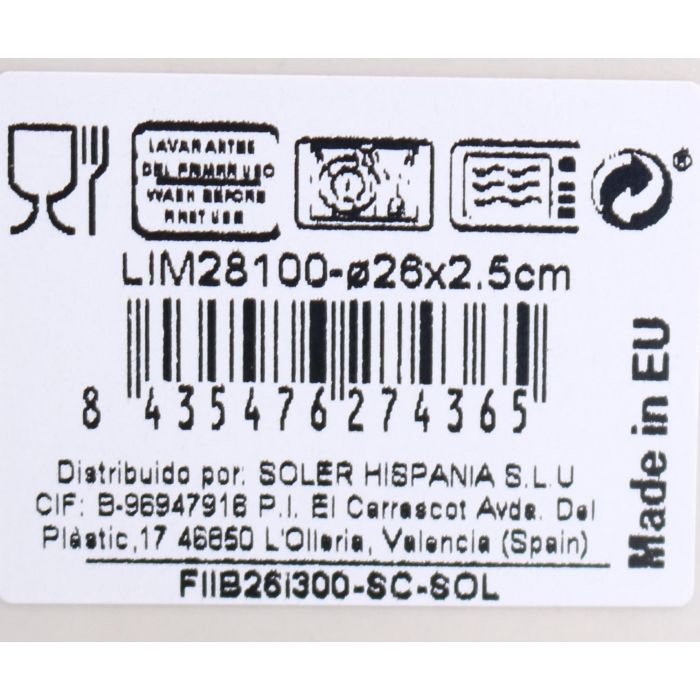 LAVAR ANTES
DEL PRIMER USO
WASH BEFORE
FIRST USE
®
LIM28100-ø26x2.5cm
8 435476 274365
Made in EU
Distribuido por: SOLER HISPANIA S.L.U
CIF: B-96947916 P.I. El Carrascot Avda. Del
Plàstic,17 46850 L'Olleria, Valencia (Spain)
FIIB26i300-SC-SOL